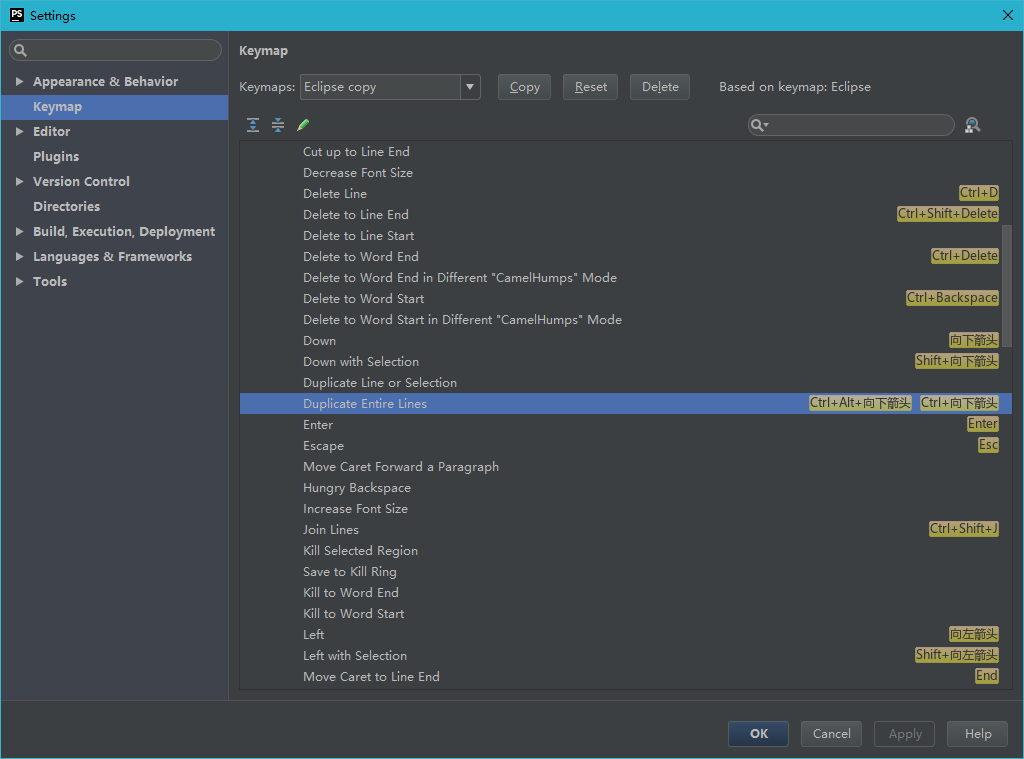 PS Settings
Keymap
Appearance & Behavior
Keymap
Editor
Plugins
Version Control
Directories
Build, Execution, Deployment
Languages & Frameworks
Tools
Keymaps: Eclipse copy Copy Reset Delete Based on keymap: Eclipse
Cut up to Line End
Decrease Font Size
Delete Line Ctrl+D
Delete to Line End Ctrl+Shift+Delete
Delete to Line Start
Delete to Word End Ctrl+Delete
Delete to Word End in Different "CamelHumps" Mode
Delete to Word Start Ctrl+Backspace
Delete to Word Start in Different "CamelHumps" Mode
Down 向下箭头
Down with Selection Shift+向下箭头
Duplicate Line or Selection
Duplicate Entire Lines Ctrl+Alt+向下箭头 Ctrl+向下箭头
Enter Enter
Escape Esc
Move Caret Forward a Paragraph
Hungry Backspace
Increase Font Size
Join Lines Ctrl+Shift+J
Kill Selected Region
Save to Kill Ring
Kill to Word End
Kill to Word Start
Left 向左箭头
Left with Selection Shift+向左箭头
Move Caret to Line End End
OK Cancel Apply Help